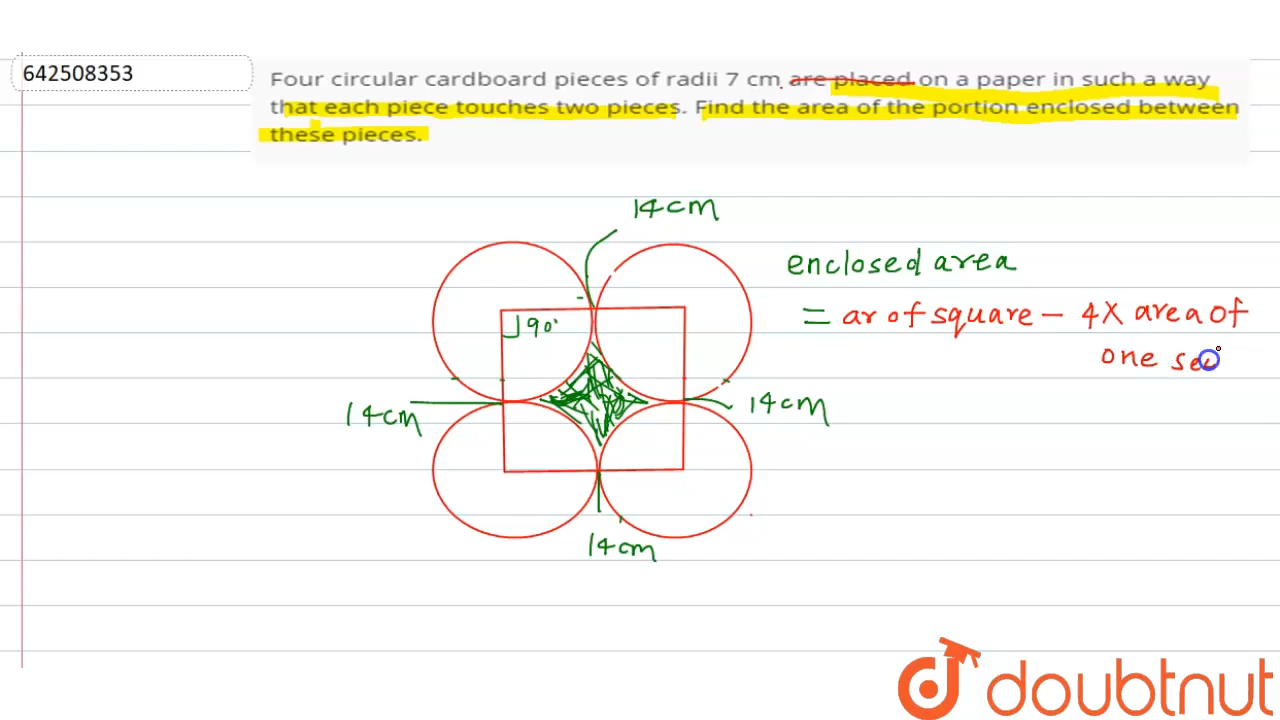 642508353
Four circular cardboard pieces of radii 7 cm are placed on a paper in such a way
that each piece touches two pieces. Find the area of the portion enclosed between
these pieces.
14cm
enclosed area
90°
= ar of square - 4X area of
one sec
14cm
14cm
14cm
doubtnut